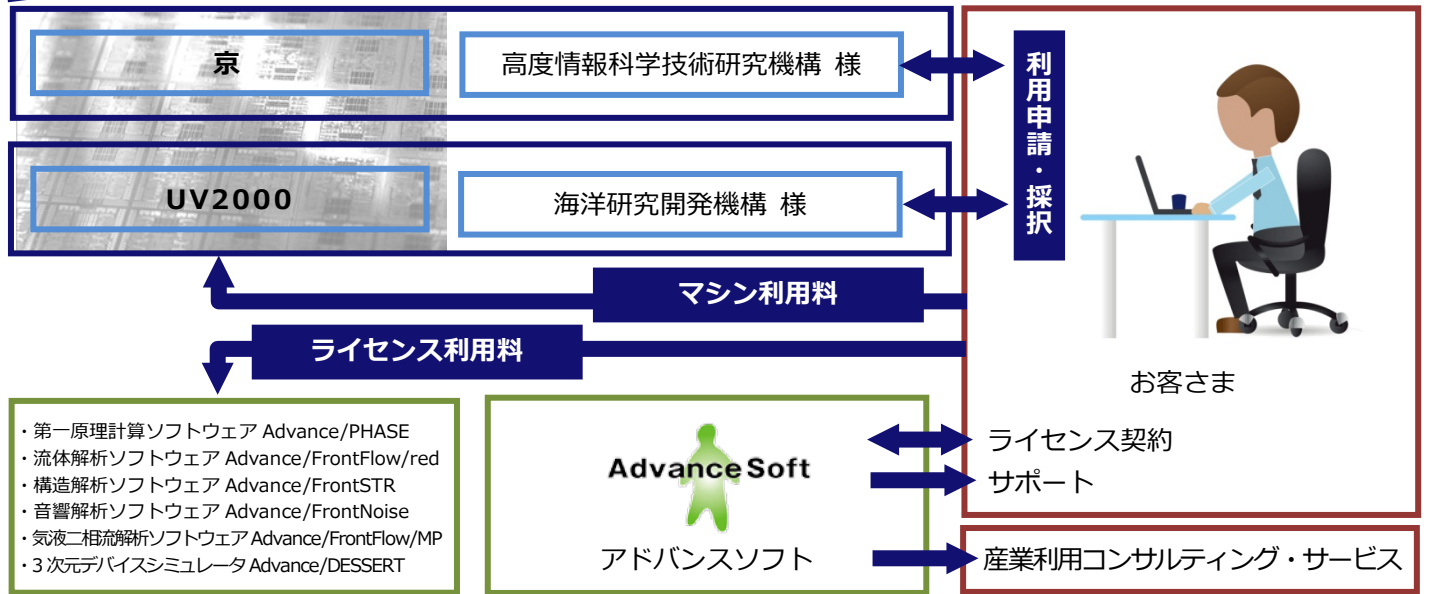 京
高度情報科学技術研究機構 様
利用申請・採択
UV2000
海洋研究開発機構 様
マシン利用料
ライセンス利用料
お客さま
・第一原理計算ソフトウェア Advance/PHASE
・流体解析ソフトウェア Advance/FrontFlow/red
・構造解析ソフトウェア Advance/FrontSTR
・音響解析ソフトウェア Advance/FrontNoise
・気液二相流解析ソフトウェア Advance/FrontFlow/MP
・3次元デバイスシミュレータ Advance/DESSERT
AdvanceSoft
アドバンスソフト
ライセンス契約
サポート
産業利用コンサルティング・サービス